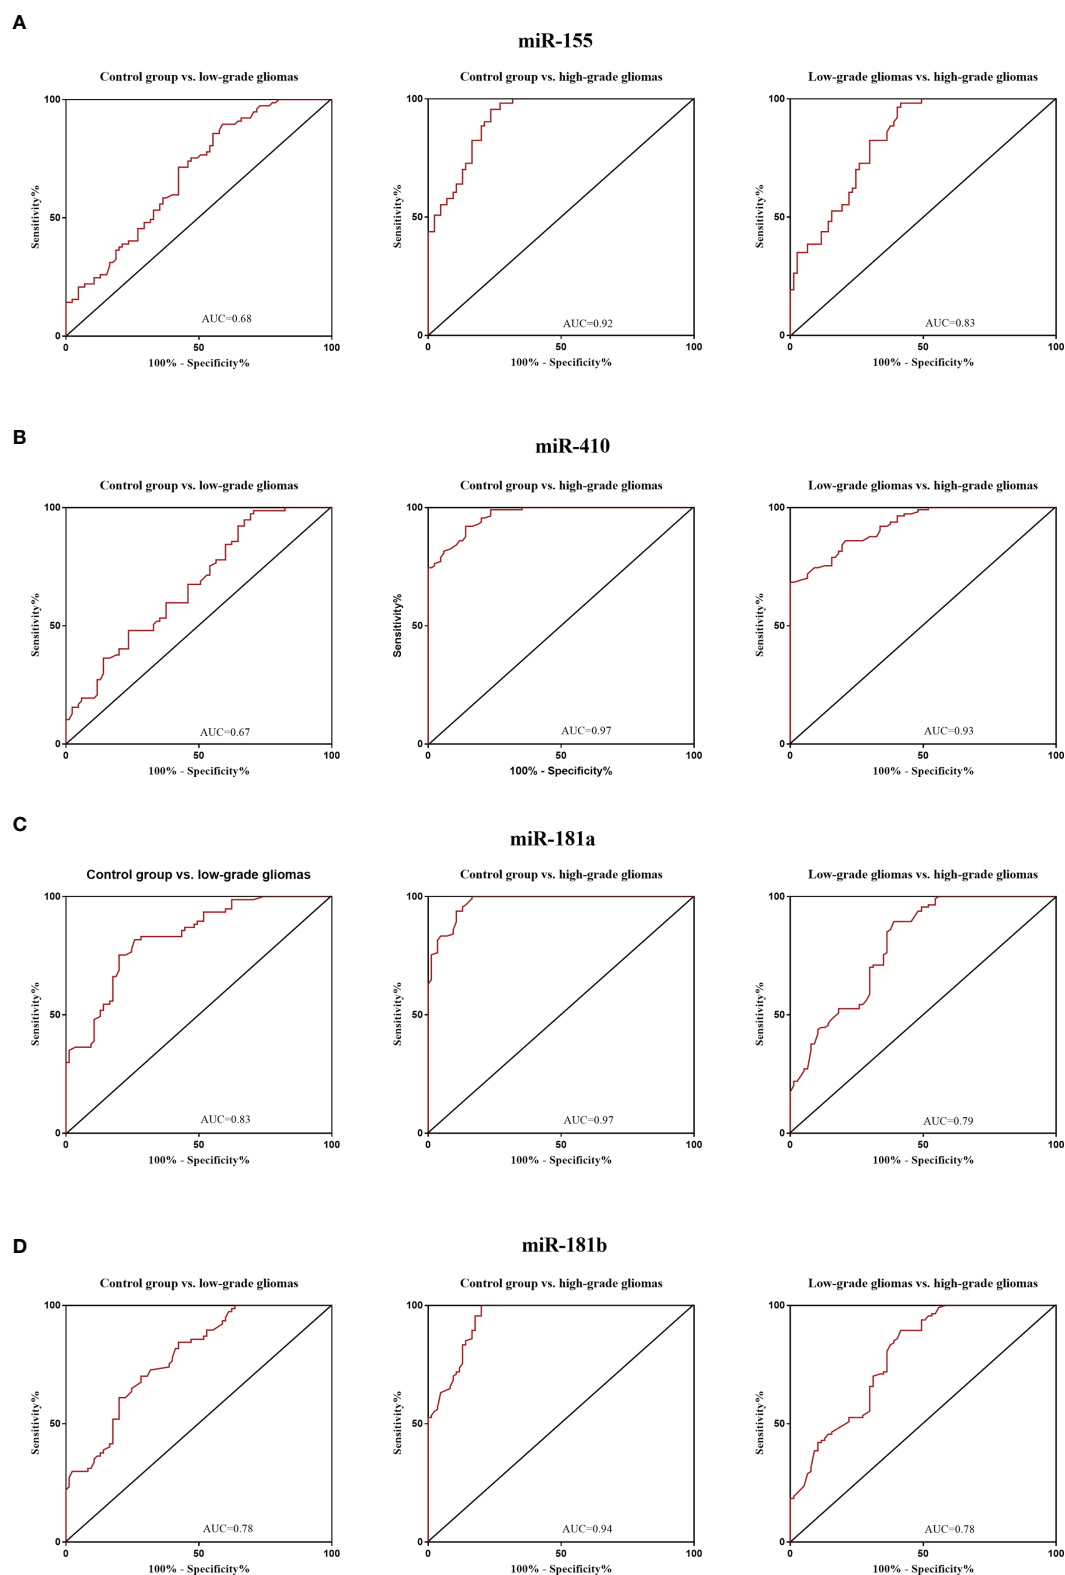 A
miR-155
Control group vs. low-grade gliomas
Control group vs. high-grade gliomas
Low-grade gliomas vs. high-grade gliomas
100
50
0
Sensitivity%
AUC=0.68
0 50 100
100% - Specificity%
100
50
0
Sensitivity%
AUC=0.92
0 50 100
100% - Specificity%
100
50
0
Sensitivity%
AUC=0.83
0 50 100
100% - Specificity%
B
miR-410
Control group vs. low-grade gliomas
Control group vs. high-grade gliomas
Low-grade gliomas vs. high-grade gliomas
100
50
0
Sensitivity%
AUC=0.67
0 50 100
100% - Specificity%
100
50
0
Sensitivity%
AUC=0.97
0 50 100
100% - Specificity%
100
50
0
Sensitivity%
AUC=0.93
0 50 100
100% - Specificity%
C
miR-181a
Control group vs. low-grade gliomas
Control group vs. high-grade gliomas
Low-grade gliomas vs. high-grade gliomas
100
50
0
Sensitivity%
AUC=0.83
0 50 100
100% - Specificity%
100
50
0
Sensitivity%
AUC=0.97
0 50 100
100% - Specificity%
100
50
0
Sensitivity%
AUC=0.79
0 50 100
100% - Specificity%
D
miR-181b
Control group vs. low-grade gliomas
Control group vs. high-grade gliomas
Low-grade gliomas vs. high-grade gliomas
100
50
0
Sensitivity%
AUC=0.78
0 50 100
100% - Specificity%
100
50
0
Sensitivity%
AUC=0.94
0 50 100
100% - Specificity%
100
50
0
Sensitivity%
AUC=0.78
0 50 100
100% - Specificity%